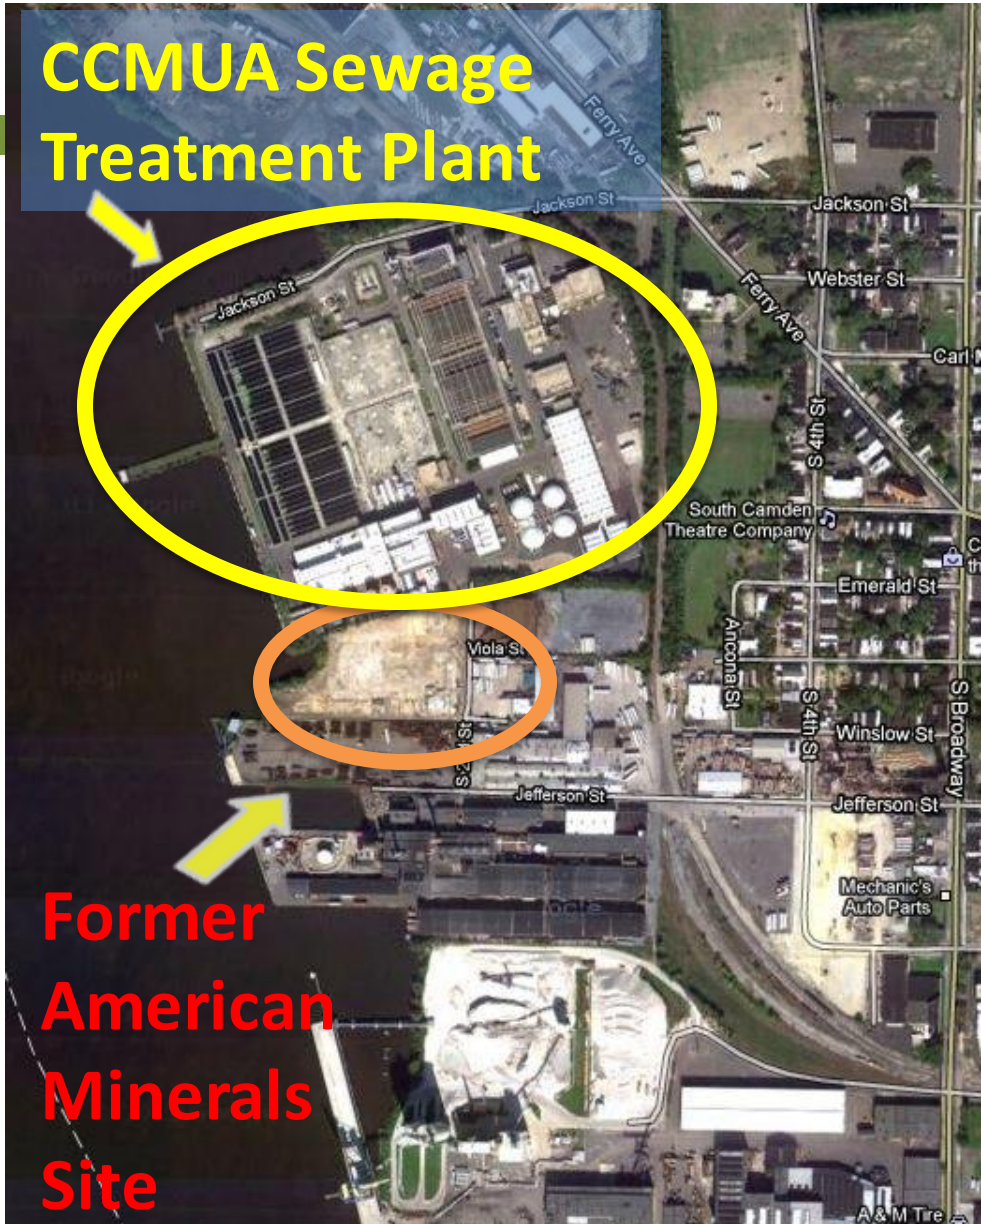 CCMUA Sewage
Treatment Plant
Ferry Ave
Jackson St
Jackson St
Jackson St
Webster St
Ferry Ave
Carl
S 4th St
South Camden
Theatre Company
Emerald St
Ancona St
Viola St
S 4th St
S Broadway
Winslow St
Jefferson St
Jefferson St
Mechanic's
Auto Parts
Former
American
Minerals
Site
A & M Tire